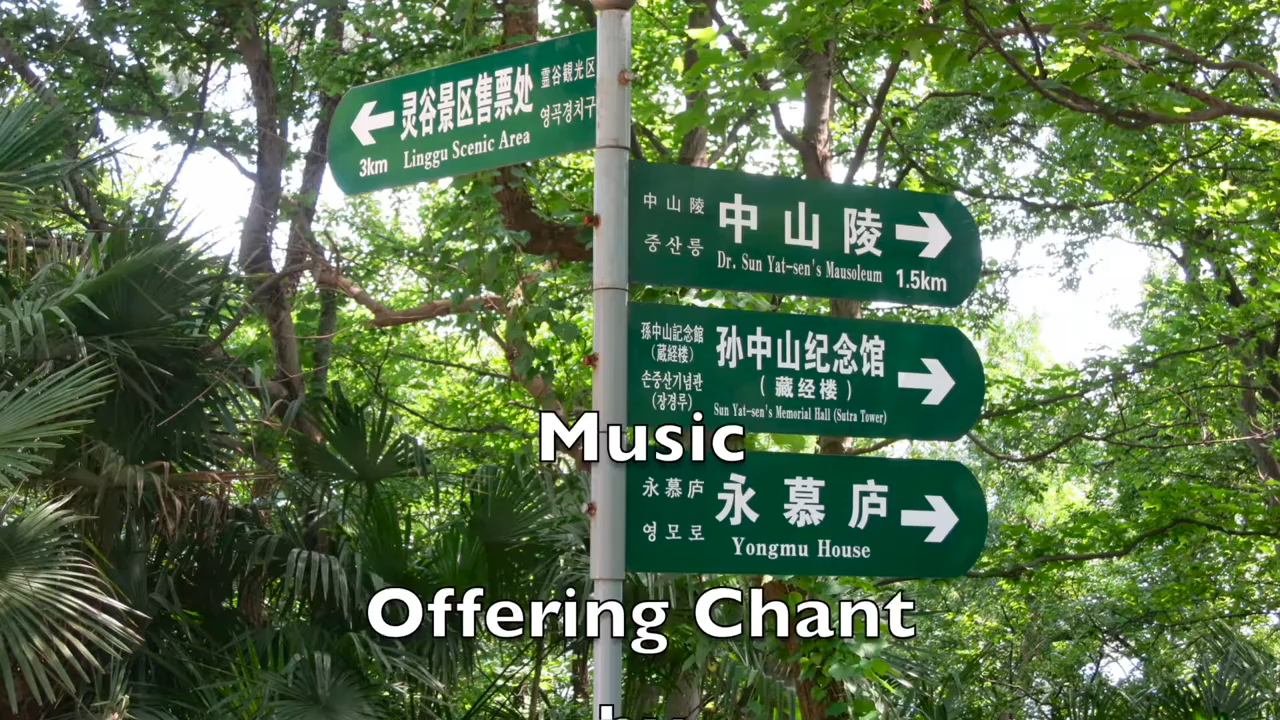 灵谷景区售票处
霊谷観光区
영곡경치구
3km
Linggu Scenic Area
中山陵
중산릉
中山陵
Dr. Sun Yat-sen's Mausoleum
1.5km
孫中山記念館
（蔵経楼）
손중산기념관
(장경루)
孙中山纪念馆
（藏经楼）
Sun Yat-sen's Memorial Hall (Sutra Tower)
Music
永慕庐
영모로
永慕庐
Yongmu House
Offering Chant